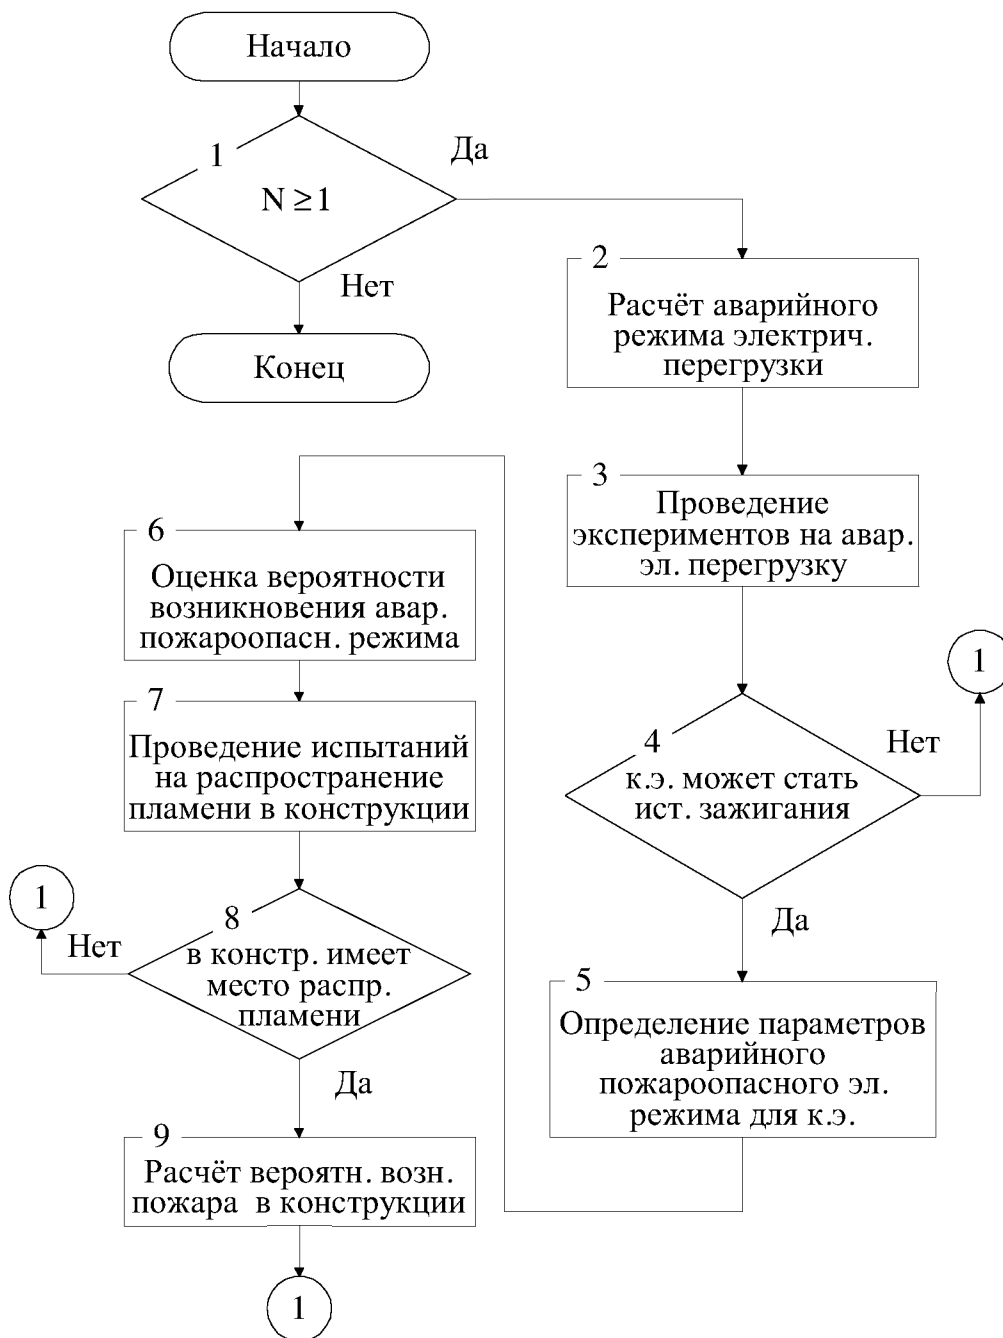 Начало
1
N ≥ 1
Да
Нет
Конец
2
Расчёт аварийного
режима электрич.
перегрузки
3
Проведение
экспериментов на авар.
эл. перегрузку
4
к.э. может стать
ист. зажигания
Нет
1
Да
5
Определение параметров
аварийного
пожароопасного эл.
режима для к.э.
6
Оценка вероятности
возникновения авар.
пожароопасн. режима
7
Проведение испытаний
на распространение
пламени в конструкции
8
в констр. имеет
место распр.
пламени
Нет
1
Да
9
Расчёт вероятн. возн.
пожара в конструкции
1